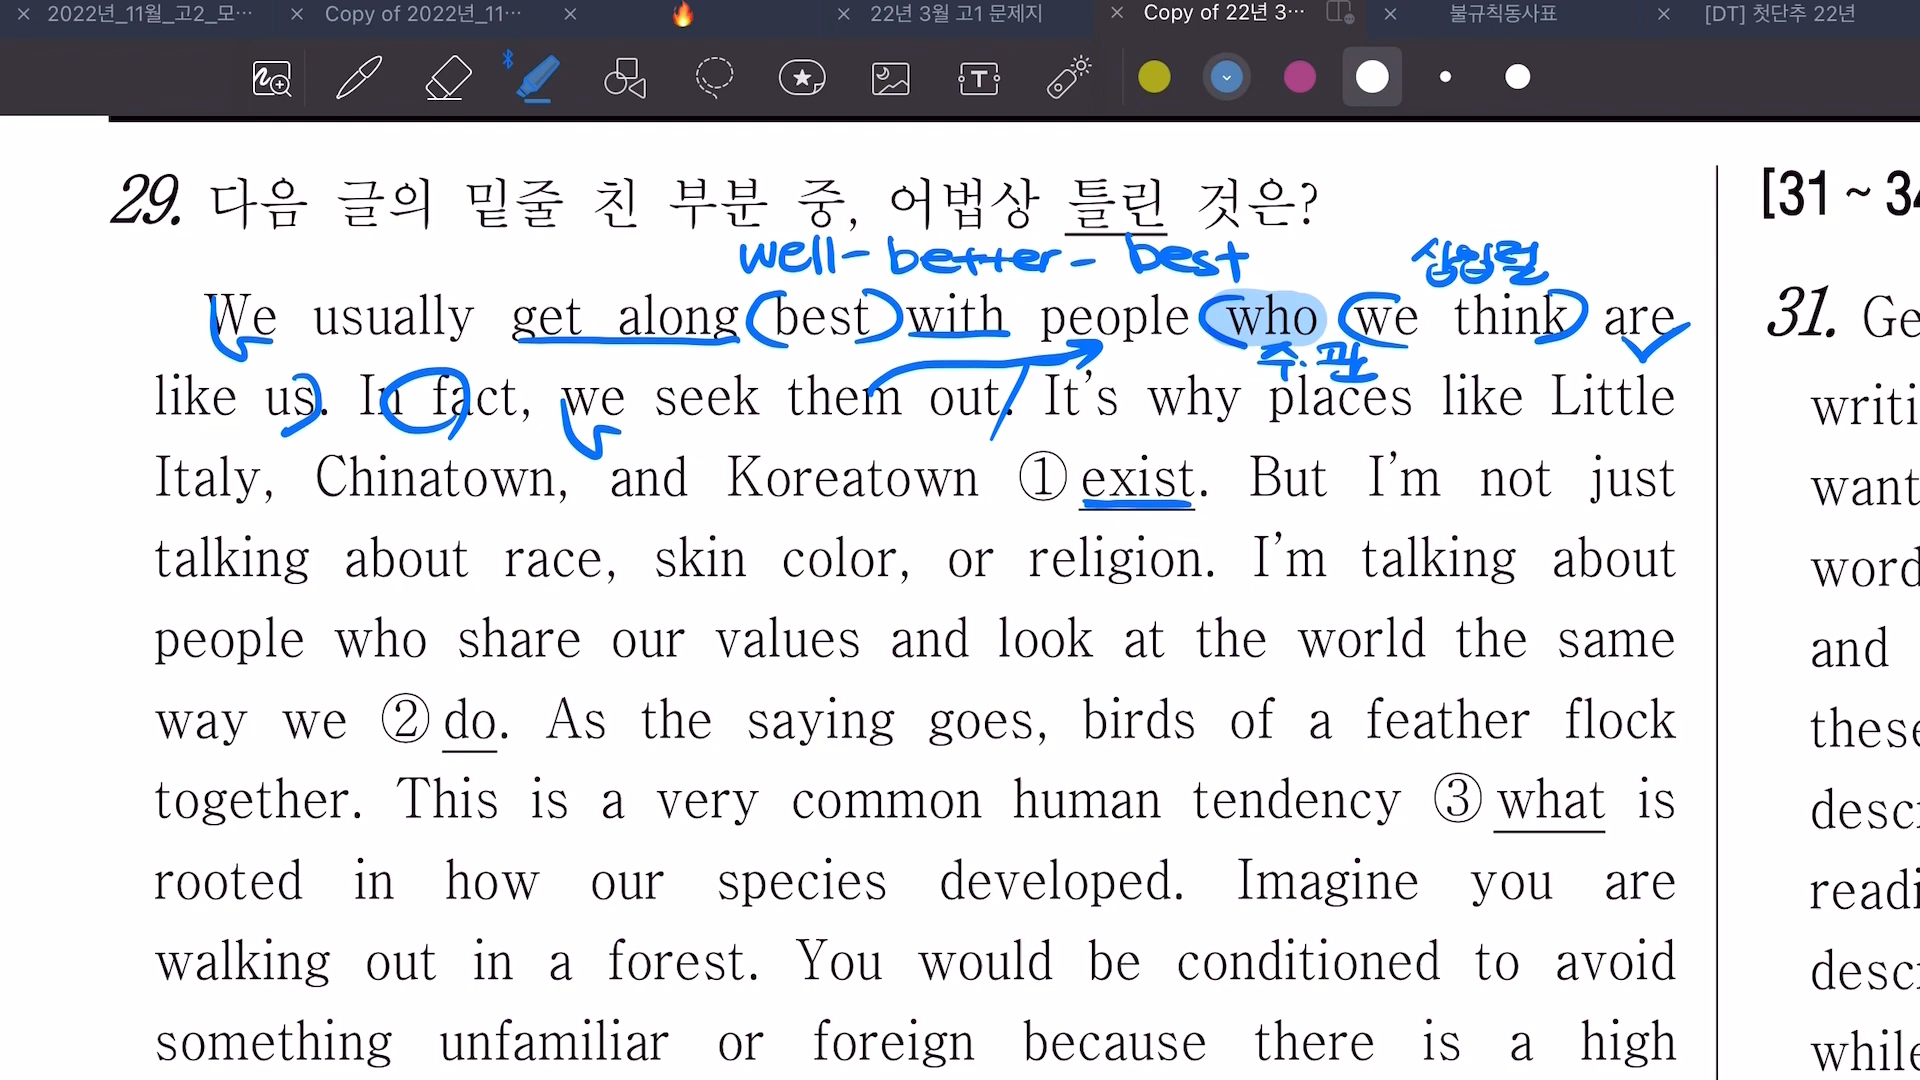 2022년_11월_고2_모…
Copy of 2022년_11…
22년 3월 고1 문제지
Copy of 22년 3…
불규칙동사표
[DT] 첫단추 22년
29. 다음 글의 밑줄 친 부분 중, 어법상 틀린 것은?
well - better - best
삽입절
We usually get along best with people who we think are
주.관
like us. In fact, we seek them out. It's why places like Little
Italy, Chinatown, and Koreatown ① exist. But I'm not just
talking about race, skin color, or religion. I'm talking about
people who share our values and look at the world the same
way we ② do. As the saying goes, birds of a feather flock
together. This is a very common human tendency ③ what is
rooted in how our species developed. Imagine you are
walking out in a forest. You would be conditioned to avoid
something unfamiliar or foreign because there is a high
[31 ~ 34
31. Ge
writi
want
word
and
these
descr
readi
desc
while